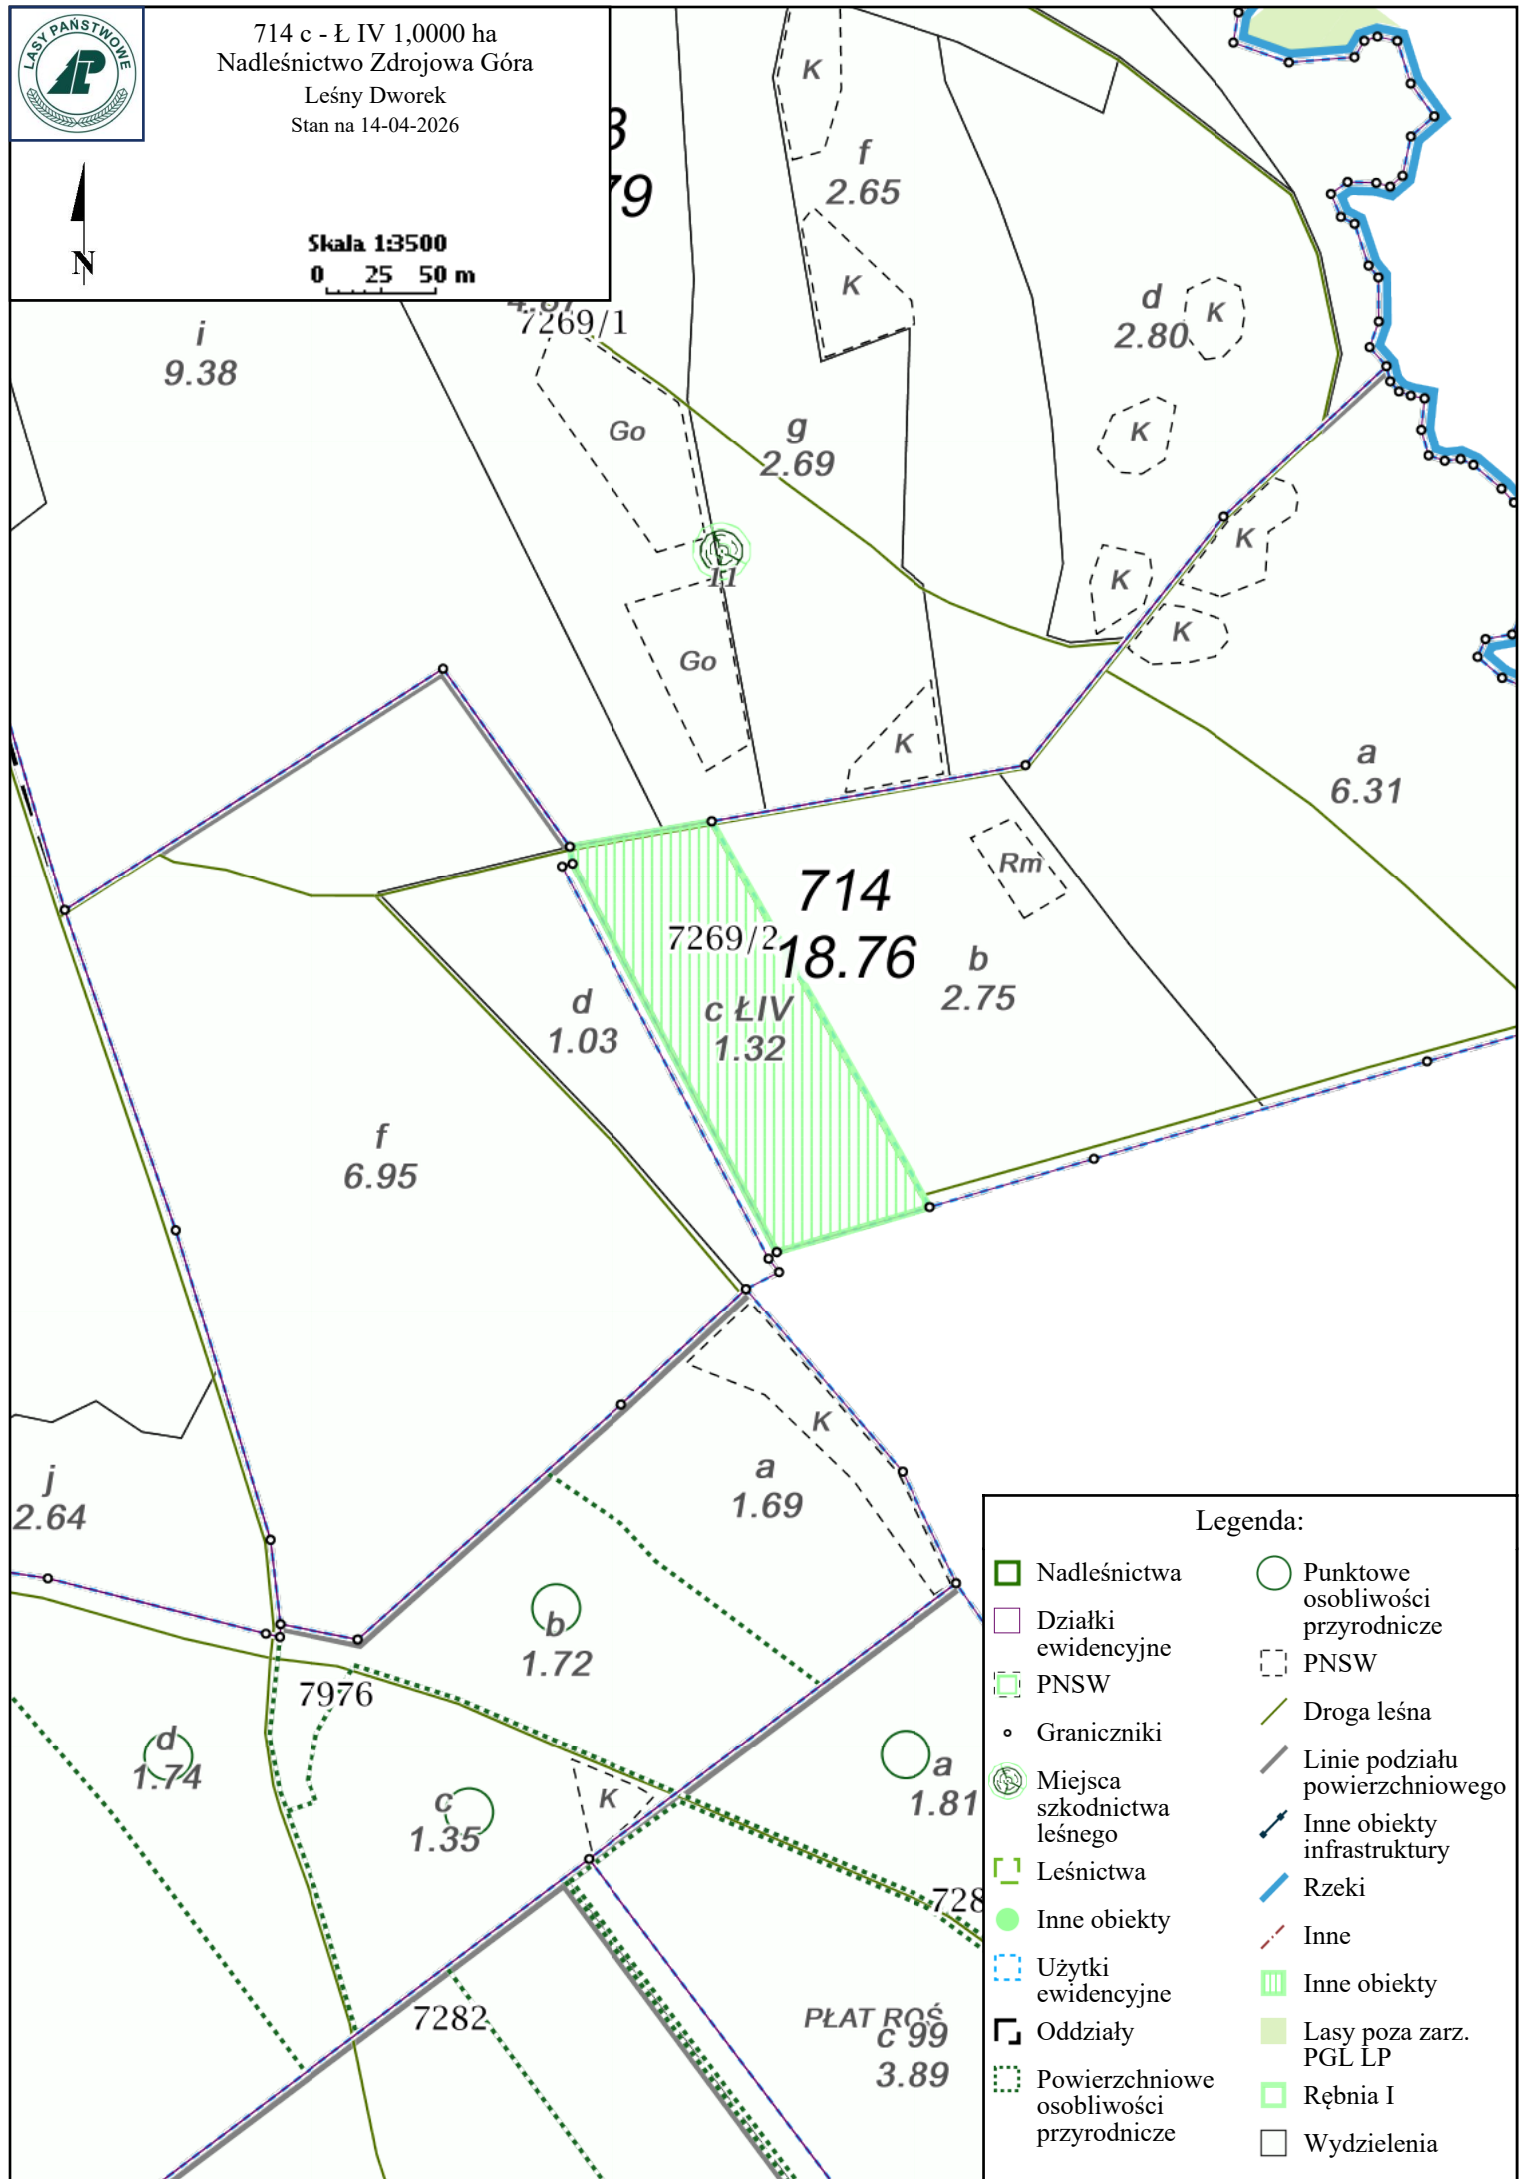 LASY PAŃSTWOWE
714 c - Ł IV 1,0000 ha
Nadleśnictwo Zdrojowa Góra
Leśny Dworek
Stan na 14-04-2026
N
Skala 1:3500
0 25 50 m
79
K
f
2.65
K
d
2.80
K
i
9.38
7269/1
Go
g
2.69
K
K
K
11
K
Go
K
a
6.31
Rm
714
18.76
7269/2
b
2.75
d
1.03
c ŁIV
1.32
f
6.95
K
a
1.69
j
2.64
b
1.72
7976
d
1.74
c
1.35
K
a
1.81
728
7282
PŁAT ROŚ
c 99
3.89
Legenda:
Nadleśnictwa
Działki
ewidencyjne
PNSW
Graniczniki
Miejsca
szkodnictwa
leśnego
Leśnictwa
Inne obiekty
Użytki
ewidencyjne
Oddziały
Powierzchniowe
osobliwości
przyrodnicze
Punktowe
osobliwości
przyrodnicze
PNSW
Droga leśna
Linie podziału
powierzchniowego
Inne obiekty
infrastruktury
Rzeki
Inne
Inne obiekty
Lasy poza zarz.
PGL LP
Rębnia I
Wydzielenia